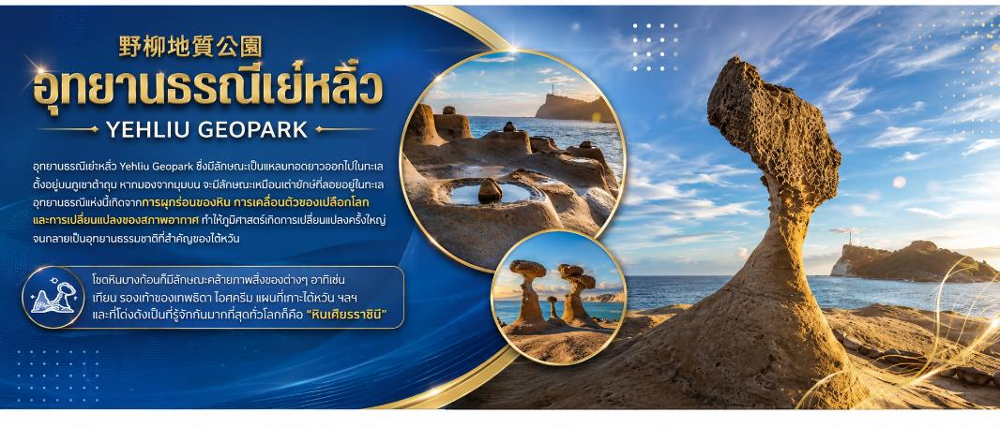 野柳地質公園
อุทยานธรณีเย่หลิ่ว
YEHLIU GEOPARK
อุทยานธรณีเย่หลิ่ว Yehliu Geopark ซึ่งมีลักษณะเป็นแหลมทอดยาวออกไปในทะเล
ตั้งอยู่บนภูเขาต้าถุน หากมองจากมุมบน จะมีลักษณะเหมือนเต่ายักษ์ที่ลอยอยู่ในทะเล
อุทยานธรณีแห่งนี้เกิดจากการผุกร่อนของหิน การเคลื่อนตัวของเปลือกโลก
และการเปลี่ยนแปลงของสภาพอากาศ ทำให้ภูมิศาสตร์เกิดการเปลี่ยนแปลงครั้งใหญ่
จนกลายเป็นอุทยานธรรมชาติที่สำคัญของไต้หวัน
โขดหินบางก้อนก็มีลักษณะคล้ายภาพสิ่งของต่างๆ อาทิเช่น
เทียน รองเท้าของเทพธิดา ไอศครีม แผนที่เกาะไต้หวัน ฯลฯ
และที่โด่งดังเป็นที่รู้จักกันมากที่สุดทั่วโลกก็คือ “หินเศียรราชินี”